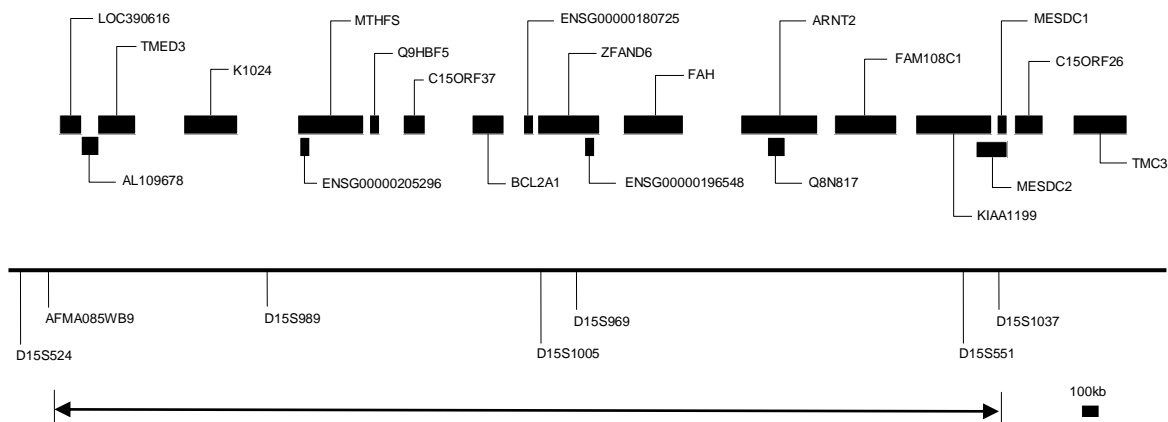 LOC390616
MTHFS
ENSG00000180725
ARNT2
MESDC1
TMED3
Q9HBF5
ZFAND6
FAM108C1
C15ORF26
K1024
C15ORF37
FAH
AL109678
ENSG00000205296
BCL2A1
ENSG00000196548
Q8N817
MESDC2
TMC3
KIAA1199
AFMA085WB9
D15S989
D15S969
D15S1037
D15S524
D15S1005
D15S551
100kb